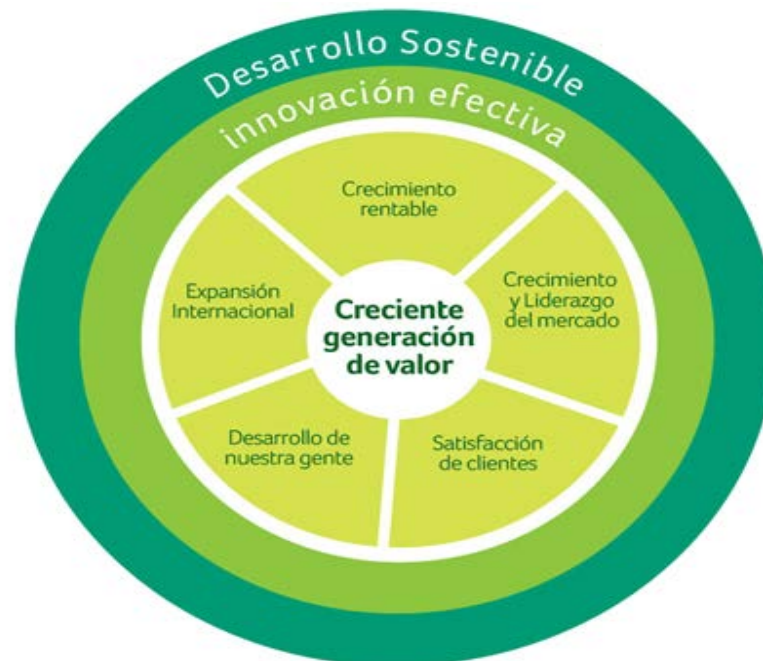 Desarrollo Sostenible
innovación efectiva
Crecimiento
rentable
Expansión
Internacional
Crecimiento
y Liderazgo
del mercado
Creciente
generación
de valor
Desarrollo de
nuestra gente
Satisfacción
de clientes